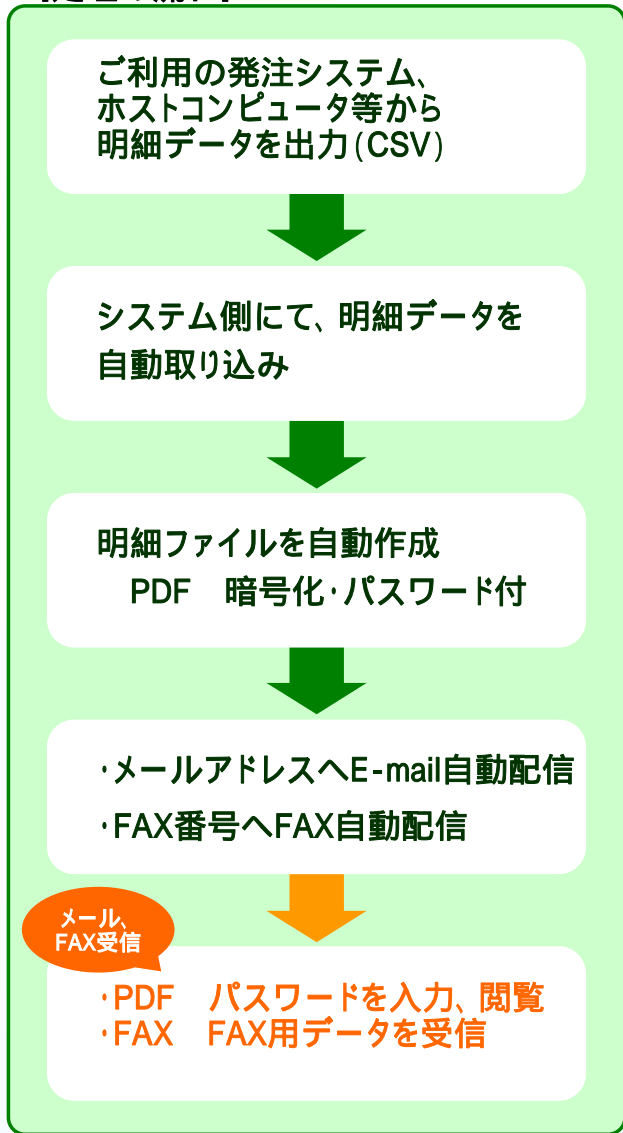 ご利用の発注システム、
ホストコンピュータ等から
明細データを出力(CSV)
システム側にて、明細データを
自動取り込み
明細ファイルを自動作成
PDF　暗号化・パスワード付
・メールアドレスへE-mail自動配信
・FAX番号へFAX自動配信
メール、
FAX受信
・PDF　パスワードを入力、閲覧
・FAX　FAX用データを受信